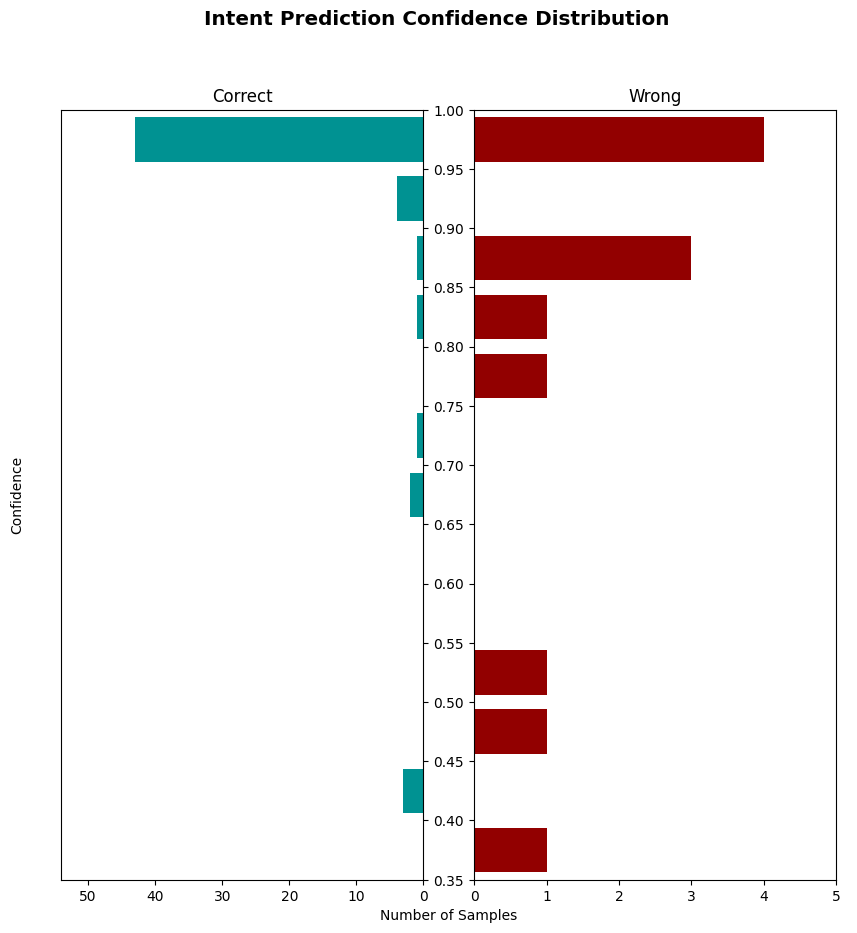 Intent Prediction Confidence Distribution
Correct
Wrong
1.00
0.95
0.90
0.85
0.80
0.75
0.70
0.65
0.60
0.55
0.50
0.45
0.40
0.35
Confidence
50 40 30 20 10 0
0 1 2 3 4 5
Number of Samples